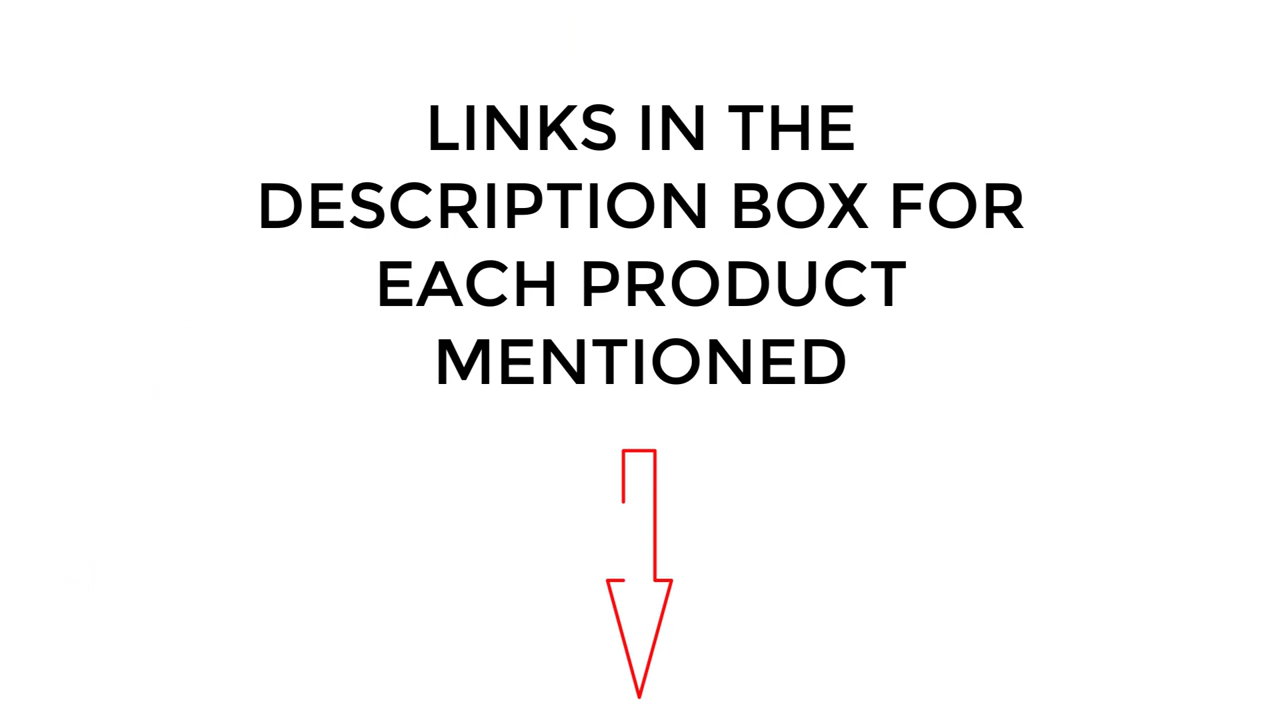 LINKS IN THE
DESCRIPTION BOX FOR
EACH PRODUCT
MENTIONED